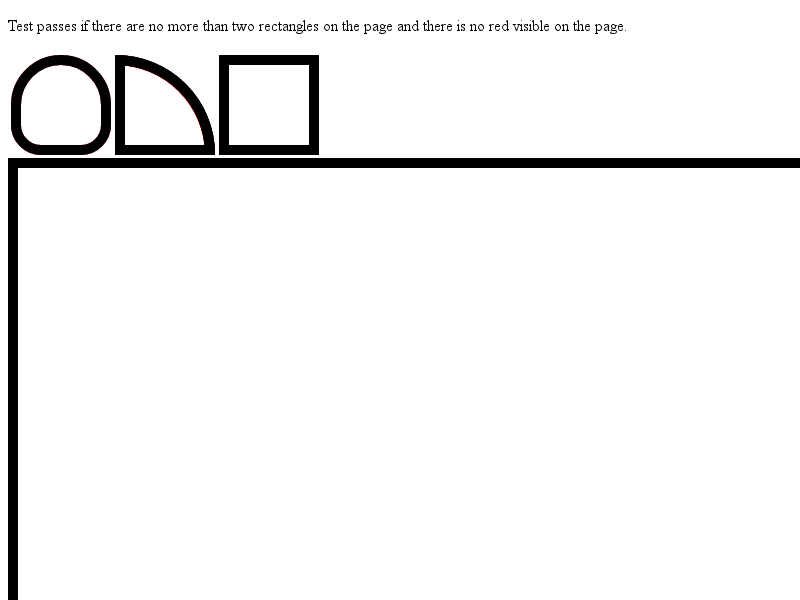 Test passes if there are no more than two rectangles on the page and there is no red visible on the page.